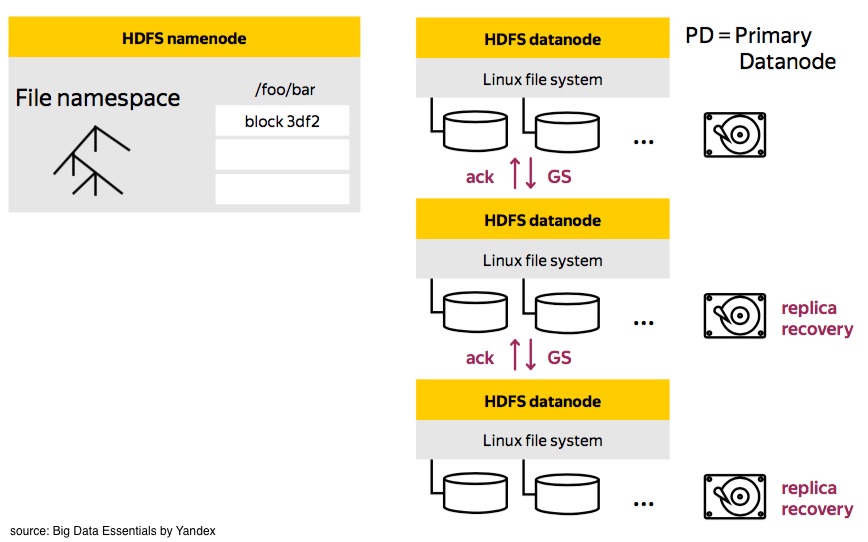 HDFS namenode
File namespace
/foo/bar
block 3df2
HDFS datanode
Linux file system
...
PD = Primary
Datanode
ack
GS
HDFS datanode
Linux file system
...
replica
recovery
ack
GS
HDFS datanode
Linux file system
...
replica
recovery
source: Big Data Essentials by Yandex